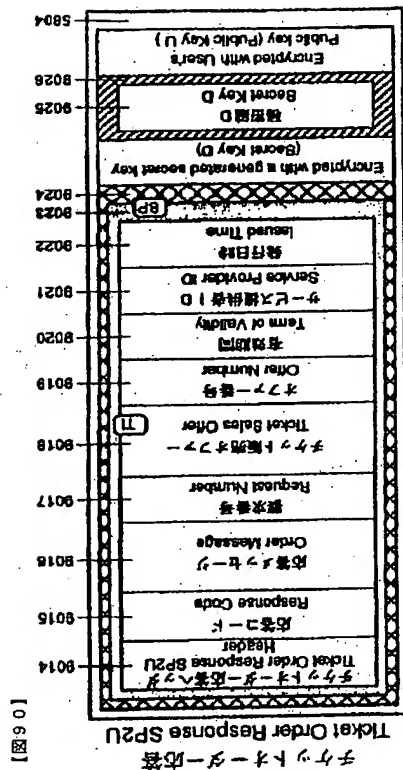 【図90】
チケットオーダー応答
Ticket Order Response SP2U
9014
チケットオーダー応答ヘッダ
Ticket Order Response SP2U
Header
9015
応答コード
Response Code
9016
応答メッセージ
Order Message
9017
要求番号
Request Number
9018
チケット販売オファー
Ticket Sales Offer
TI
9019
オファー番号
Offer Number
9020
有効期間
Term of Validity
9021
サービス提供者ID
Service Provider ID
9022
発行日時
Issued Time
9023
SP
9024
Encrypted with a generated secret key
(Secret Key D)
9025
秘密鍵D
Secret Key D
9026
Encrypted with User's
Public key (Public Key U)
5804